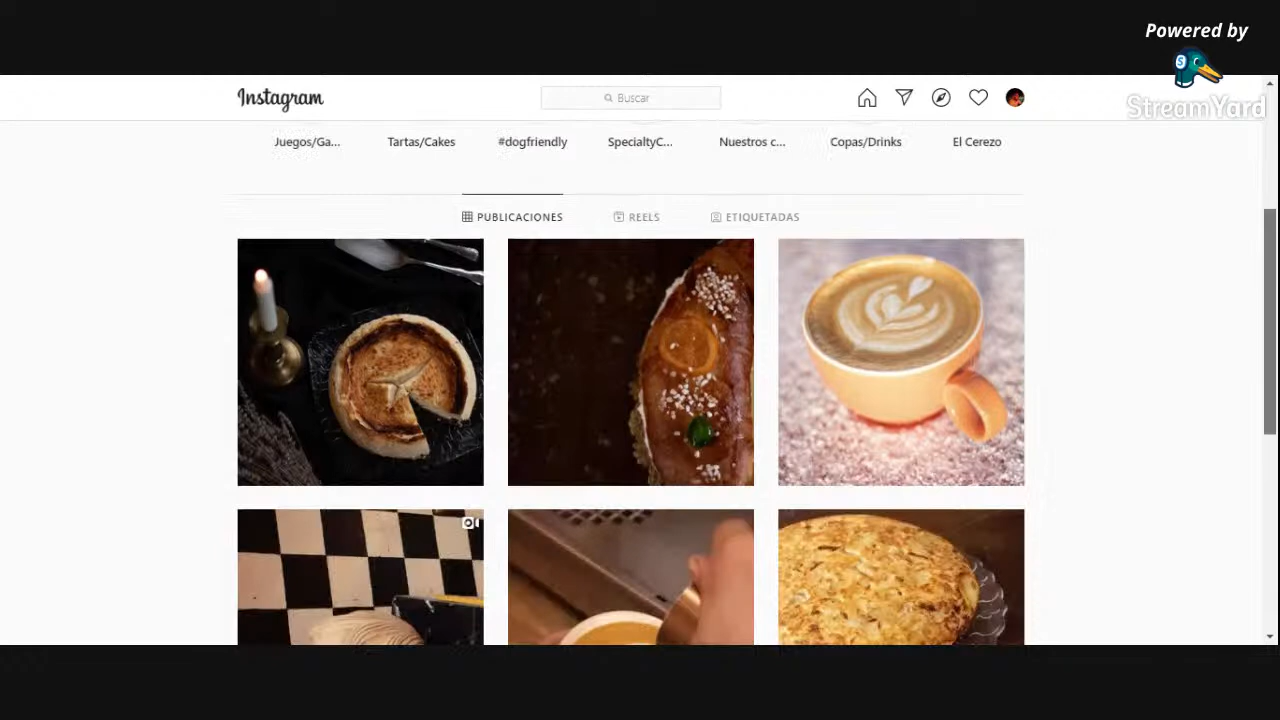 Powered by
StreamYard
Instagram
Buscar
Juegos/Ga...
Tartas/Cakes
#dogfriendly
SpecialtyC...
Nuestros c...
Copas/Drinks
El Cerezo
PUBLICACIONES
REELS
ETIQUETADAS